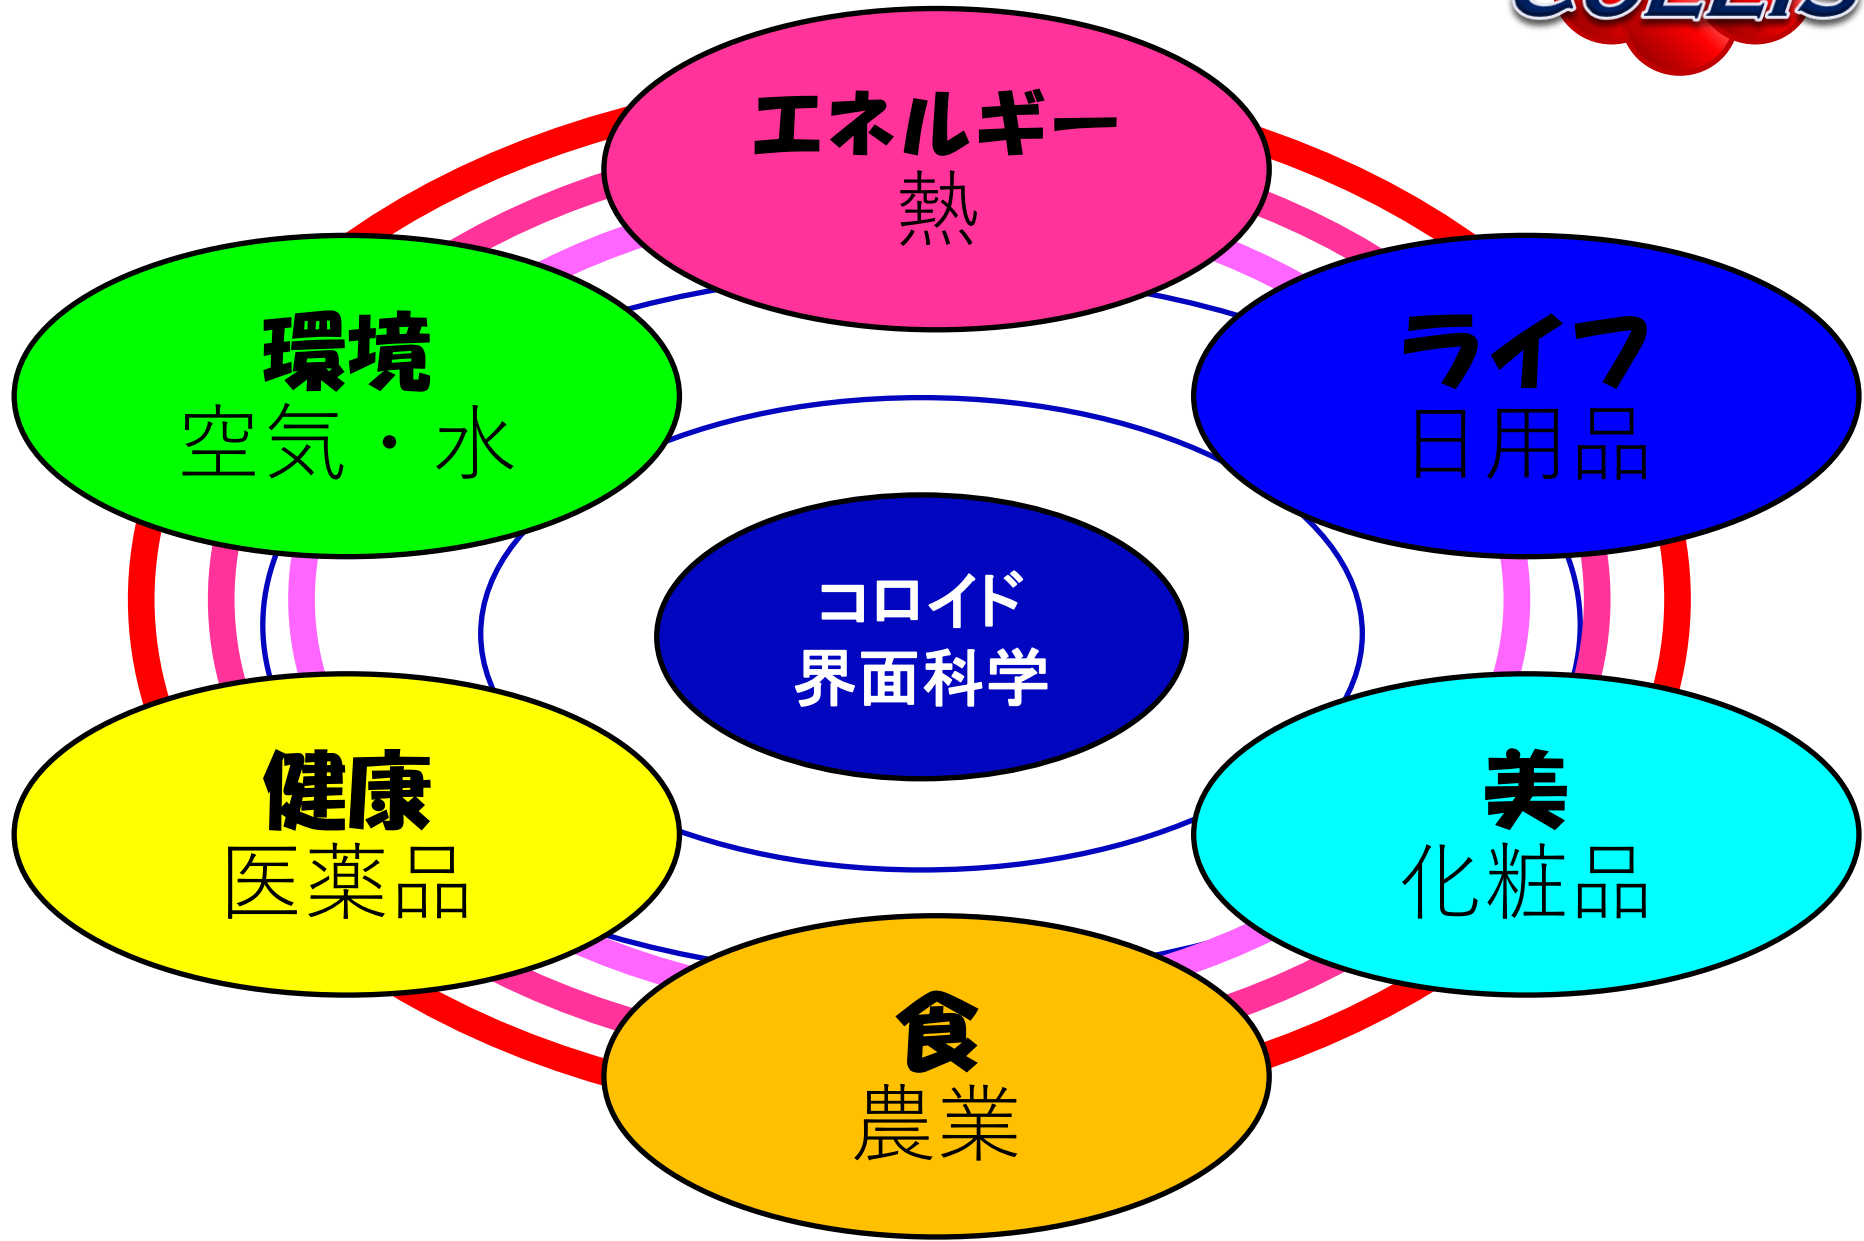 エネルギー
熱
環境
空気・水
ライフ
日用品
コロイド
界面科学
健康
医薬品
美
化粧品
食
農業